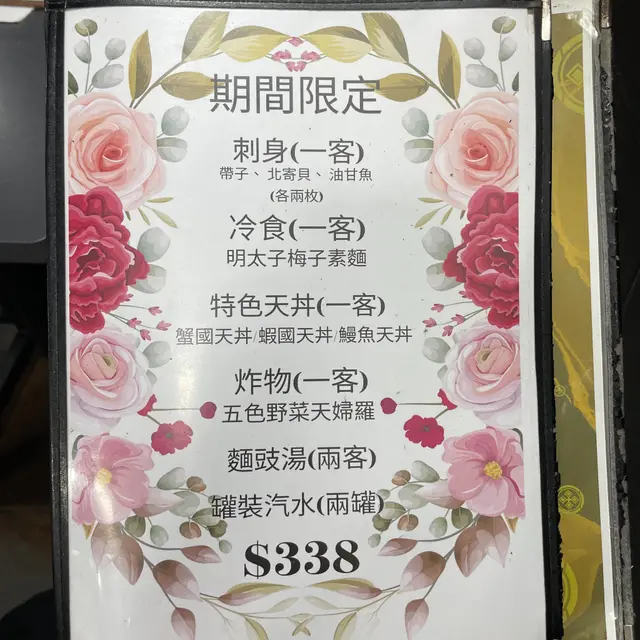 期間限定
刺身(一客)
帶子、北寄貝、油甘魚
(各兩枚)
冷食(一客)
明太子梅子素麵
特色天丼(一客)
蟹國天丼/蝦國天丼/鰻魚天丼
炸物(一客)
五色野菜天婦羅
麵豉湯(兩客)
罐裝汽水(兩罐)
$338